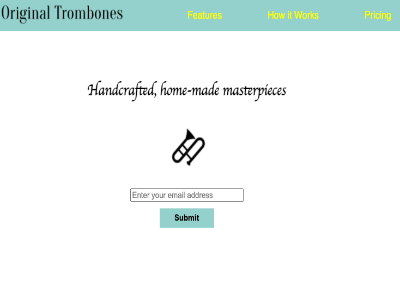 Original Trombones
Features
How it Works
Pricing
Handcrafted, home-made masterpieces
Enter your email address
Submit